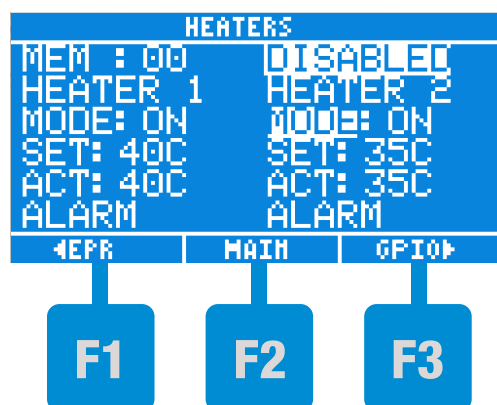 HEATERS
MEM : 00 DISABLED
HEATER 1 HEATER 2
MODE: ON MODE: ON
SET: 40C SET: 35C
ACT: 40C ACT: 35C
ALARM ALARM
◀EPR MAIN GPIO▶
F1 F2 F3